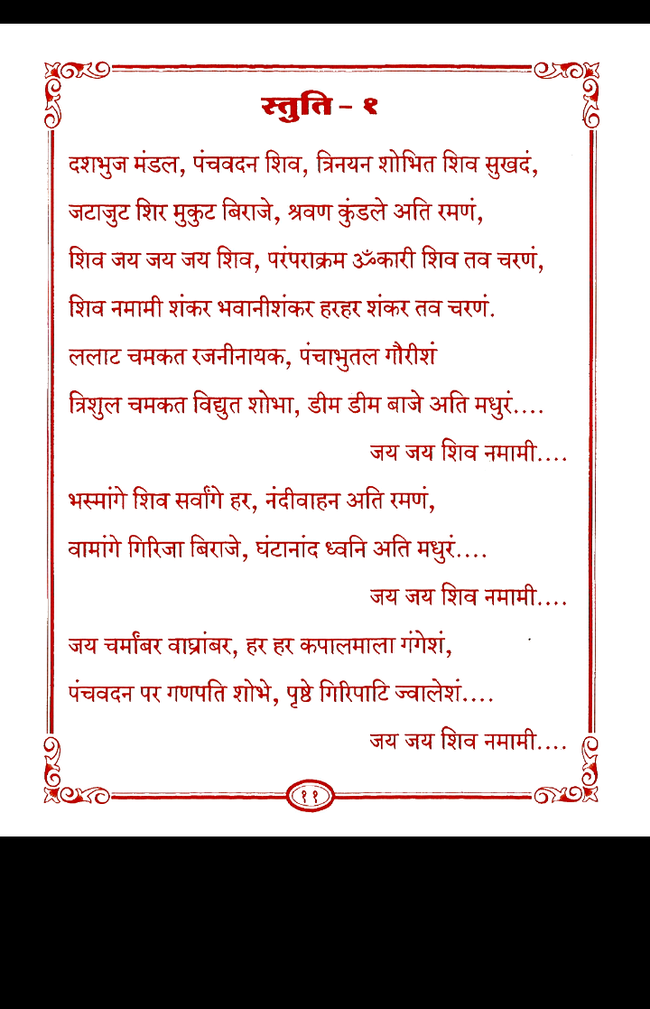 स्तुति – १
दशभुज मंडल, पंचवदन शिव, त्रिनयन शोभित शिव सुखदं,
जटाजुट शिर मुकुट बिराजे, श्रवण कुंडले अति रमणं,
शिव जय जय जय शिव, परंपराक्रम ॐकारी शिव तव चरणं,
शिव नमामी शंकर भवानीशंकर हरहर शंकर तव चरणं.
ललाट चमकत रजनीनायक, पंचाभुतल गौरीशं
त्रिशुल चमकत विद्युत शोभा, डीम डीम बाजे अति मधुरं....
जय जय शिव नमामी....
भस्मांगे शिव सर्वांगे हर, नंदीवाहन अति रमणं,
वामांगे गिरिजा बिराजे, घंटानांद ध्वनि अति मधुरं....
जय जय शिव नमामी....
जय चर्मांबर वाघ्रांबर, हर हर कपालमाला गंगेशं,
पंचवदन पर गणपति शोभे, पृष्ठे गिरिपाटि ज्वालेशं....
जय जय शिव नमामी....
११